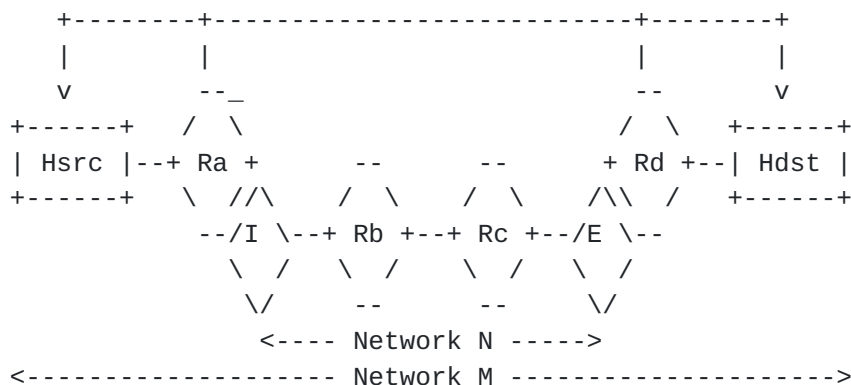 Hsrc Ra Rd Hdst
I Rb Rc E
<---- Network N ----->
<-------------------- Network M --------------------->